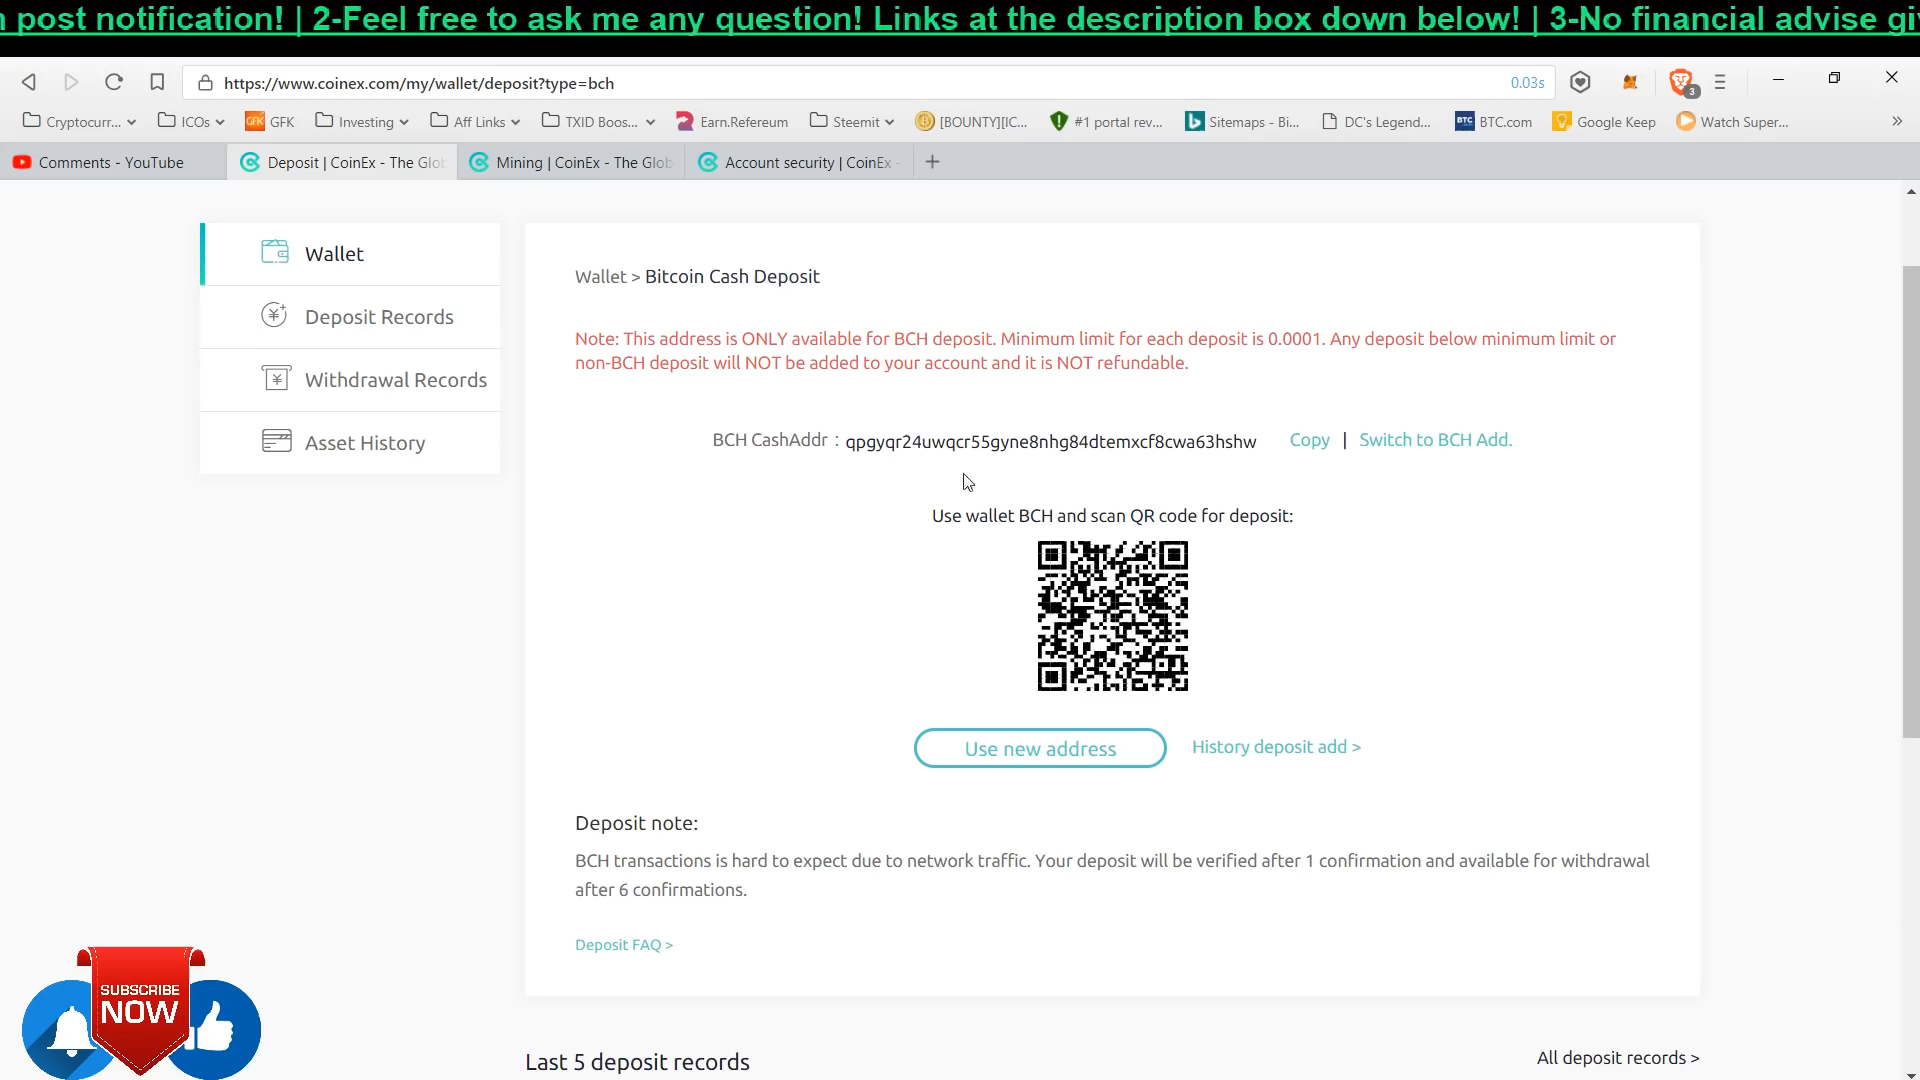 post notification! | 2-Feel free to ask me any question! Links at the description box down below! | 3-No financial advise
https://www.coinex.com/my/wallet/deposit?type=bch
0.03s
3
Cryptocurr...
ICOs
GFK
GFK
Investing
Aff Links
TXID Boos...
Earn.Refereum
Steemit
[BOUNTY][IC...
#1 portal rev...
Sitemaps - Bi...
DC's Legend...
BTC
BTC.com
Google Keep
Watch Super...
Comments - YouTube
Deposit | CoinEx - The Glob
Mining | CoinEx - The Glob
Account security | CoinEx -
Wallet
Deposit Records
Withdrawal Records
Asset History
Wallet > Bitcoin Cash Deposit
Note: This address is ONLY available for BCH deposit. Minimum limit for each deposit is 0.0001. Any deposit below minimum limit or
non-BCH deposit will NOT be added to your account and it is NOT refundable.
BCH CashAddr : qpgyqr24uwqcr55gyne8nhg84dtemxcf8cwa63hshw Copy | Switch to BCH Add.
Use wallet BCH and scan QR code for deposit:
Use new address
History deposit add >
Deposit note:
BCH transactions is hard to expect due to network traffic. Your deposit will be verified after 1 confirmation and available for withdrawal
after 6 confirmations.
Deposit FAQ >
SUBSCRIBE
NOW
Last 5 deposit records
All deposit records >